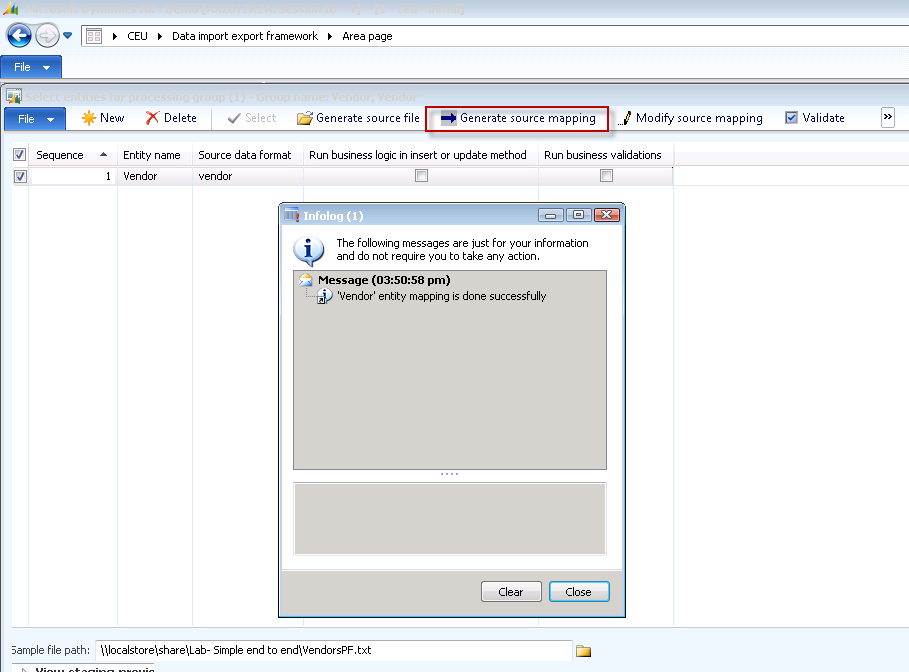 CEU Data import export framework Area page
File
Select entities for processing group (1) - Group name: Vendor, Vendor
File New Delete Select Generate source file Generate source mapping Modify source mapping Validate »
Sequence Entity name Source data format Run business logic in insert or update method Run business validations
1 Vendor vendor
Infolog (1)
The following messages are just for your information
and do not require you to take any action.
Message (03:50:58 pm)
'Vendor' entity mapping is done successfully
Clear Close
Sample file path: \\localstore\share\Lab- Simple end to end\VendorsPF.txt
View staging